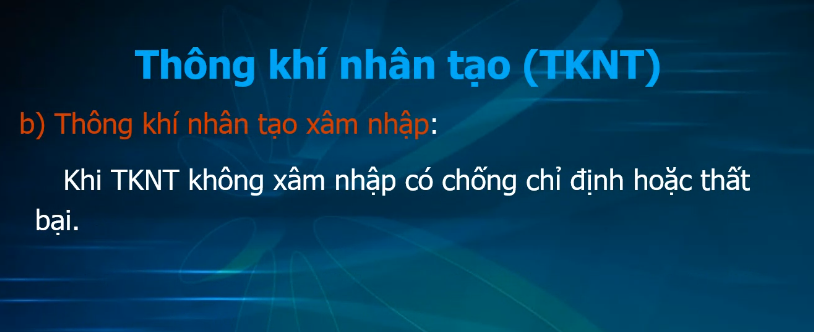 Thông khí nhân tạo (TKNT)
b) Thông khí nhân tạo xâm nhập:
Khi TKNT không xâm nhập có chống chỉ định hoặc thất
bại.